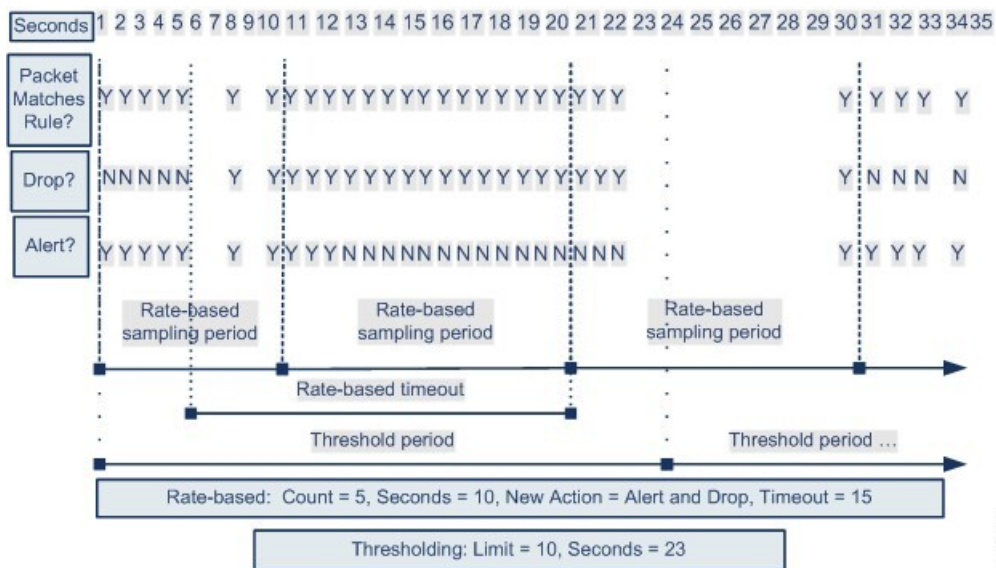 Seconds 1 2 3 4 5 6 7 8 9 10 11 12 13 14 15 16 17 18 19 20 21 22 23 24 25 26 27 28 29 30 31 32 33 34 35
Packet
Matches
Rule?
Y Y Y Y Y Y Y Y Y Y Y Y Y Y Y Y Y Y Y Y Y Y Y Y Y Y Y Y Y Y
Drop? N N N N N Y Y Y Y Y Y Y Y Y Y Y Y Y Y Y Y Y Y Y Y Y N N N N
Alert? Y Y Y Y Y Y Y Y Y Y N N N N N N N N N N N N N N N Y Y Y Y Y
Rate-based
sampling period
Rate-based
sampling period
Rate-based
sampling period
Rate-based timeout
Threshold period
Threshold period ...
Rate-based: Count = 5, Seconds = 10, New Action = Alert and Drop, Timeout = 15
Thresholding: Limit = 10, Seconds = 23